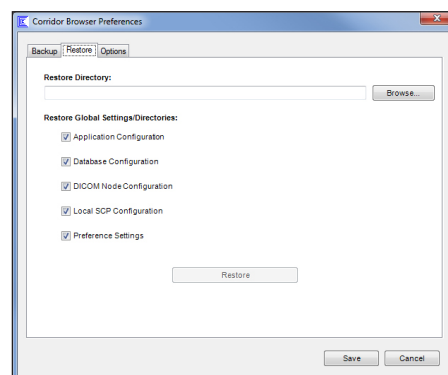 Corridor Browser Preferences
Backup Restore Options
Restore Directory:
Browse...
Restore Global Settings/Directories:
Application Configuration
Database Configuration
DICOM Node Configuration
Local SCP Configuration
Preference Settings
Restore
Save Cancel